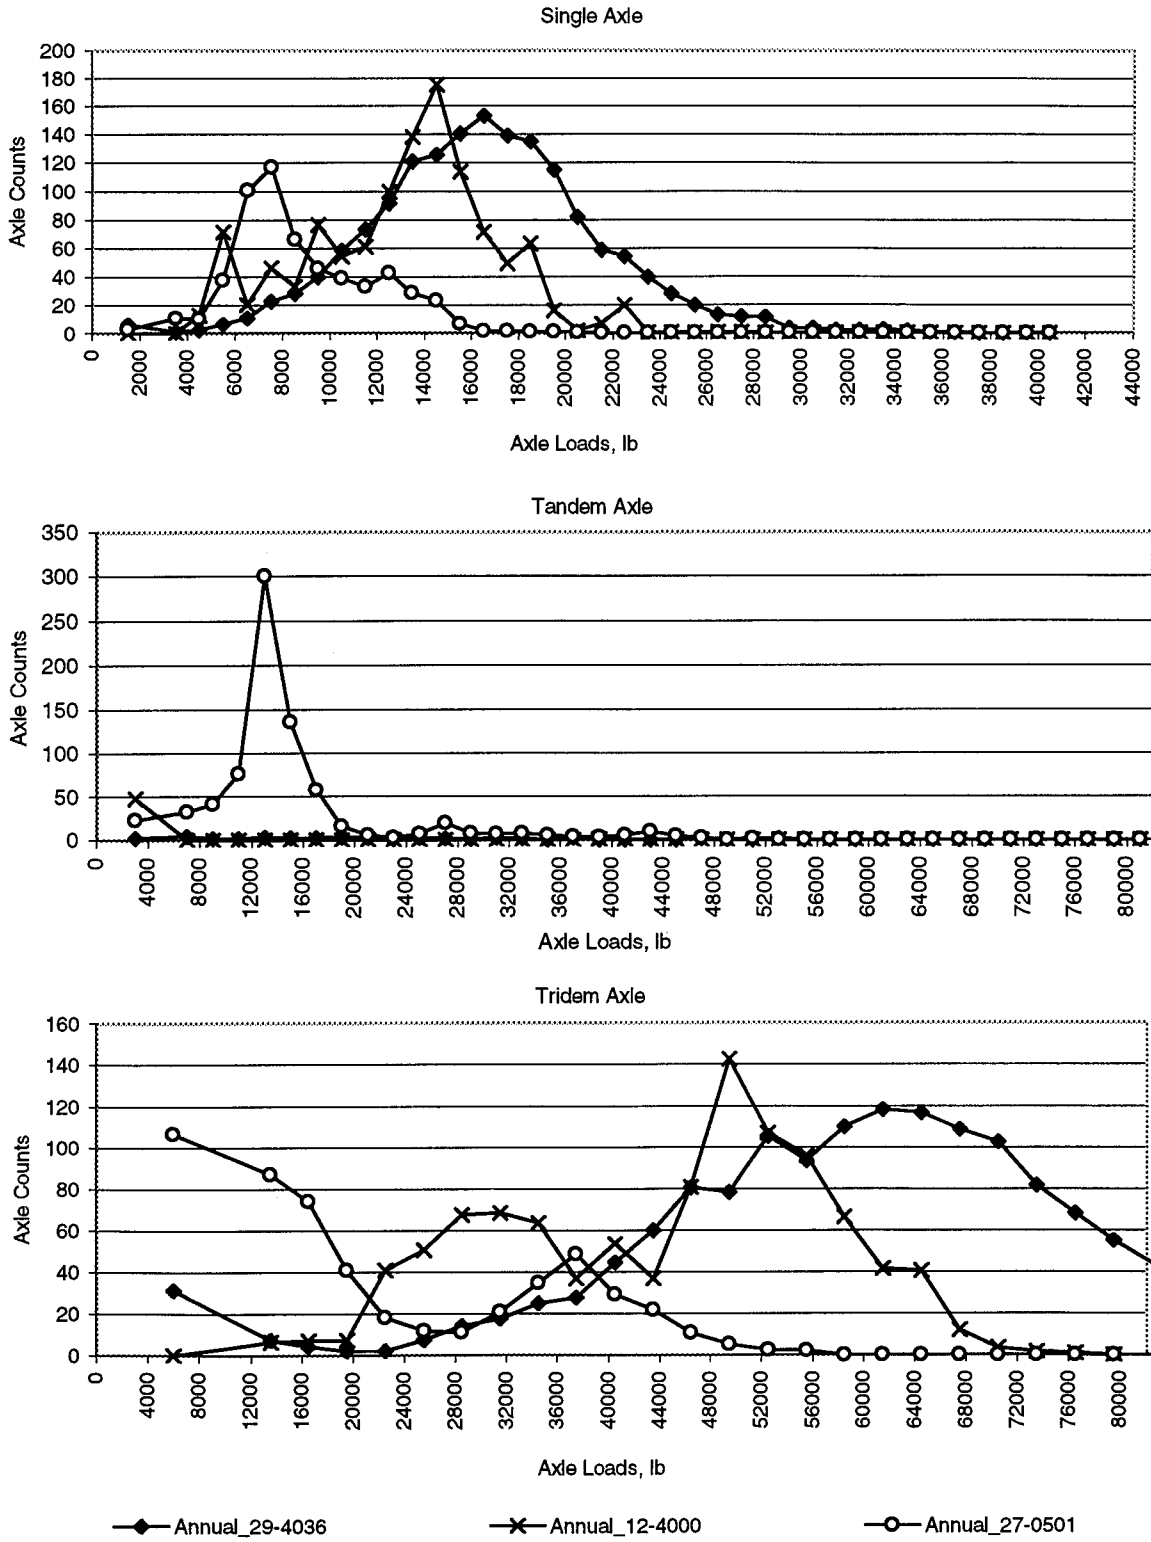 Single Axle
200
180
160
140
120
100
80
60
40
20
0
Axle Counts
0 2000 4000 6000 8000 10000 12000 14000 16000 18000 20000 22000 24000 26000 28000 30000 32000 34000 36000 38000 40000 42000 44000
Axle Loads, lb
Tandem Axle
350
300
250
200
150
100
50
0
Axle Counts
0 4000 8000 12000 16000 20000 24000 28000 32000 36000 40000 44000 48000 52000 56000 60000 64000 68000 72000 76000 80000
Axle Loads, lb
Tridem Axle
160
140
120
100
80
60
40
20
0
Axle Counts
0 4000 8000 12000 16000 20000 24000 28000 32000 36000 40000 44000 48000 52000 56000 60000 64000 68000 72000 76000 80000
Axle Loads, lb
Annual_29-4036 Annual_12-4000 Annual_27-0501